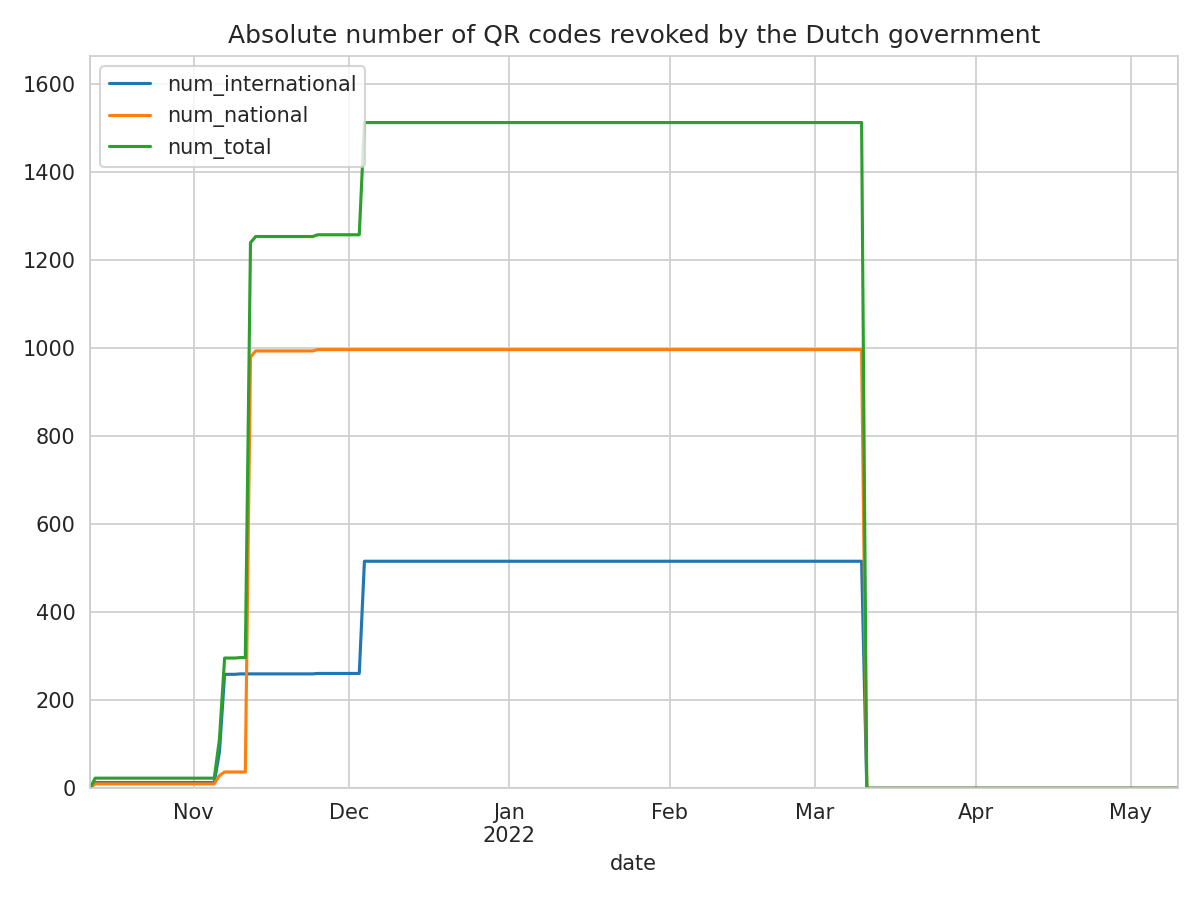 Absolute number of QR codes revoked by the Dutch government
num_international
num_national
num_total
1600
1400
1200
1000
800
600
400
200
0
Nov Dec Jan Feb Mar Apr May
2022
date